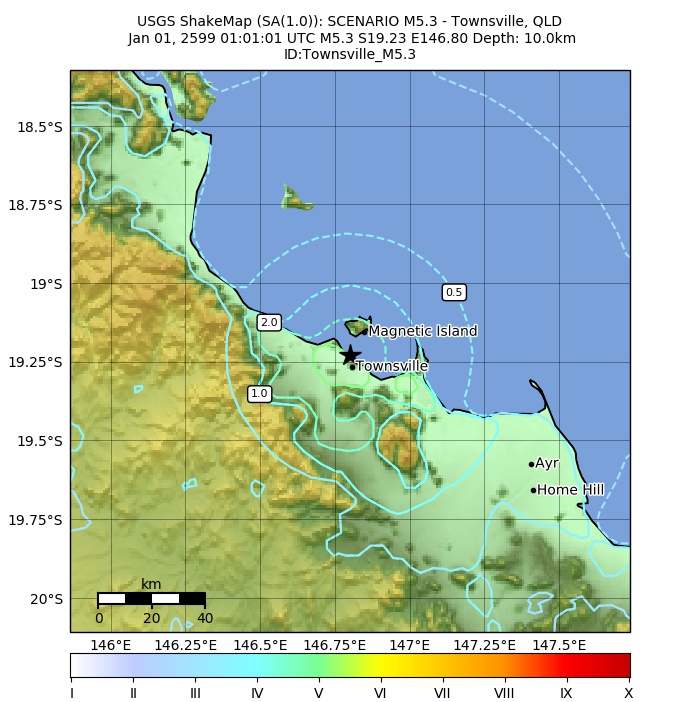 USGS ShakeMap (SA(1.0)): SCENARIO M5.3 - Townsville, QLD
Jan 01, 2599 01:01:01 UTC M5.3 S19.23 E146.80 Depth: 10.0km
ID:Townsville_M5.3
18.5°S
18.75°S
19°S
0.5
2.0
Magnetic Island
19.25°S
Townsville
1.0
19.5°S
Ayr
Home Hill
19.75°S
km
20°S
0 20 40
146°E 146.25°E 146.5°E 146.75°E 147°E 147.25°E 147.5°E
I II III IV V VI VII VIII IX X